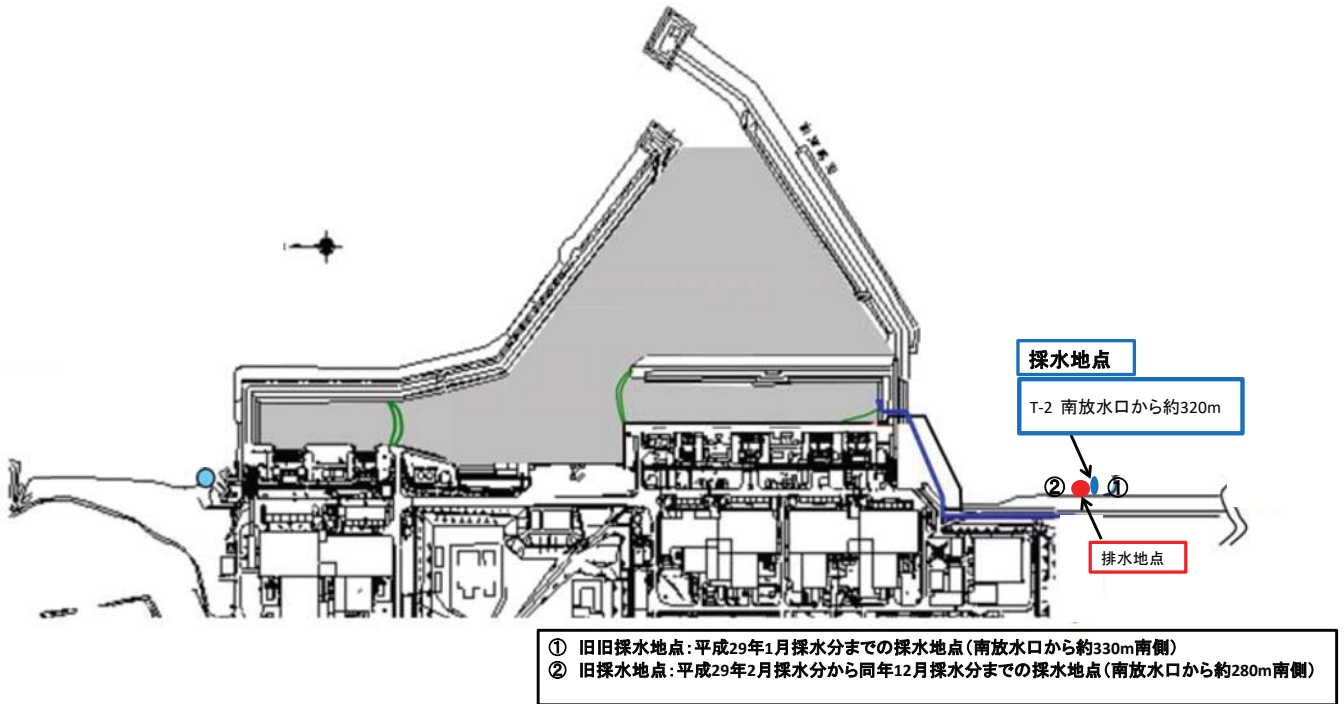 採水地点
T-2 南放水口から約320m
② ①
排水地点
① 旧旧採水地点:平成29年1月採水分までの採水地点(南放水口から約330m南側)
② 旧採水地点:平成29年2月採水分から同年12月採水分までの採水地点(南放水口から約280m南側)